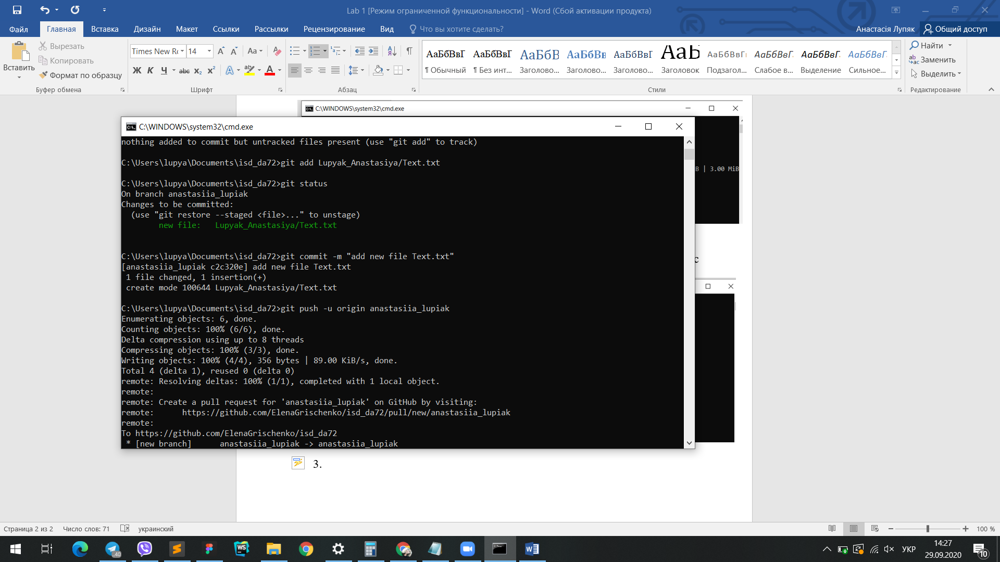 Lab 1 [Режим ограниченной функциональности] - Word (Сбой активации продукта)
Файл Главная Вставка Дизайн Макет Ссылки Рассылки Рецензирование Вид Что вы хотите сделать? Анастасія Лупяк Общий доступ
Вставить
Вырезать
Копировать
Формат по образцу
Буфер обмена
Times New Rc 14
Ж К Ч abc x₂ x²
Шрифт
Абзац
АаБбВвГ АаБбВвГ АаБбВ АаБбВв АаБбВвГ АаБ АаБбВвГг АаБбВвГг АаБбВвГг АаБбВвГг
¶ Обычный ¶ Без инт... Заголово... Заголово... Заголово... Заголовок Подзагол... Слабое в... Выделение Сильное...
Стили
Найти
Заменить
Выделить
Редактирование
C:\WINDOWS\system32\cmd.exe
B | 3.00 MiB
с
C:\WINDOWS\system32\cmd.exe
nothing added to commit but untracked files present (use "git add" to track)
C:\Users\lupya\Documents\isd_da72>git add Lupyak_Anastasiya/Text.txt
C:\Users\lupya\Documents\isd_da72>git status
On branch anastasiia_lupiak
Changes to be committed:
  (use "git restore --staged <file>..." to unstage)
        new file:   Lupyak_Anastasiya/Text.txt
C:\Users\lupya\Documents\isd_da72>git commit -m "add new file Text.txt"
[anastasiia_lupiak c2c320e] add new file Text.txt
 1 file changed, 1 insertion(+)
 create mode 100644 Lupyak_Anastasiya/Text.txt
C:\Users\lupya\Documents\isd_da72>git push -u origin anastasiia_lupiak
Enumerating objects: 6, done.
Counting objects: 100% (6/6), done.
Delta compression using up to 8 threads
Compressing objects: 100% (3/3), done.
Writing objects: 100% (4/4), 356 bytes | 89.00 KiB/s, done.
Total 4 (delta 1), reused 0 (delta 0)
remote: Resolving deltas: 100% (1/1), completed with 1 local object.
remote:
remote: Create a pull request for 'anastasiia_lupiak' on GitHub by visiting:
remote:      https://github.com/ElenaGrischenko/isd_da72/pull/new/anastasiia_lupiak
remote:
To https://github.com/ElenaGrischenko/isd_da72
 * [new branch]      anastasiia_lupiak -> anastasiia_lupiak
3.
Страница 2 из 2 Число слов: 71 украинский 100 %
УКР
14:27
29.09.2020
10